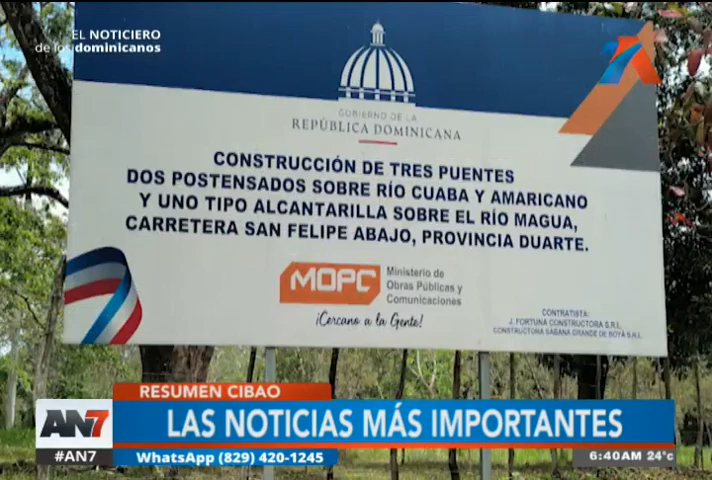 EL NOTICIERO
de los dominicanos
GOBIERNO DE LA
REPÚBLICA DOMINICANA
CONSTRUCCIÓN DE TRES PUENTES
DOS POSTENSADOS SOBRE RÍO CUABA Y AMARICANO
Y UNO TIPO ALCANTARILLA SOBRE EL RÍO MAGUA,
CARRETERA SAN FELIPE ABAJO, PROVINCIA DUARTE.
MOPC
Ministerio de
Obras Públicas y
Comunicaciones
¡Cercano a la Gente!
CONTRATISTA:
J. FORTUNA CONSTRUCTORA S.R.L.
CONSTRUCTORA SABANA GRANDE DE BOYÁ S.R.L
RESUMEN CIBAO
AN7
LAS NOTICIAS MÁS IMPORTANTES
#AN7
WhatsApp (829) 420-1245
6:40AM 24°c